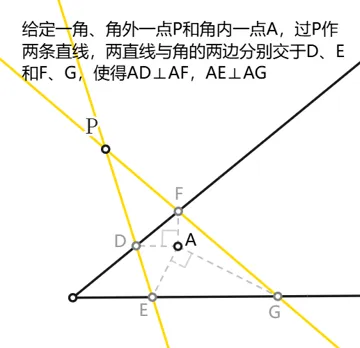 给定一角、角外一点P和角内一点A，过P作
两条直线，两直线与角的两边分别交于D、E
和F、G，使得AD⊥AF，AE⊥AG
P
F
D
A
E
G